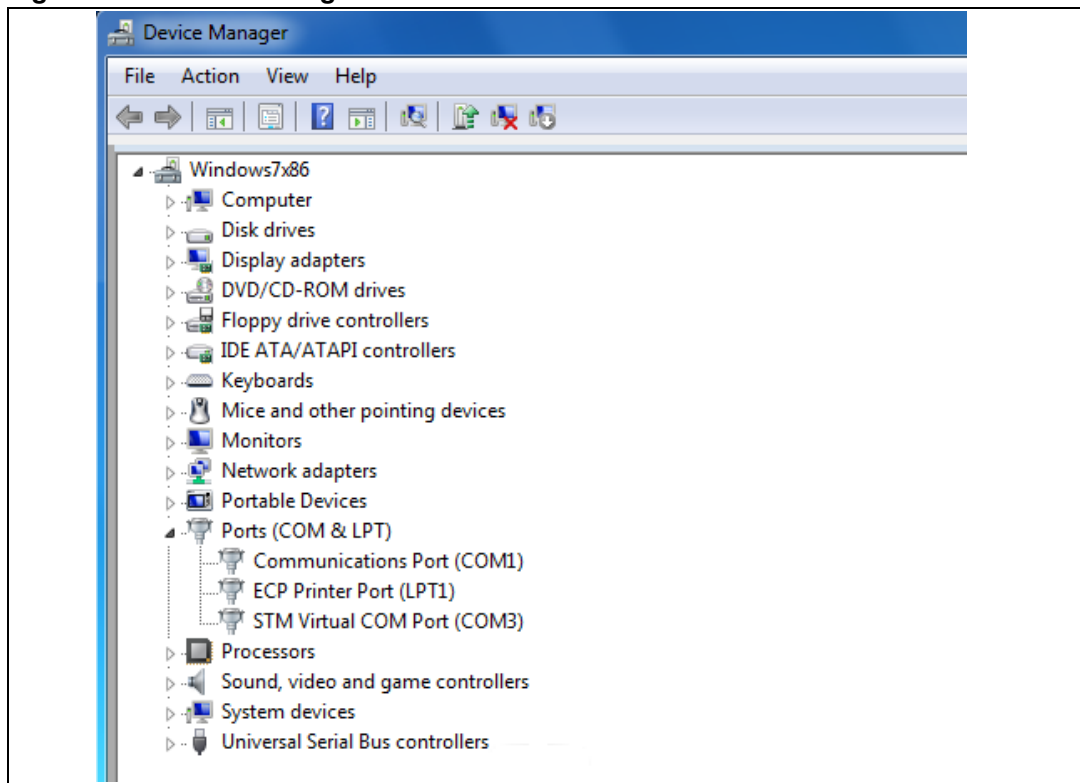 Device Manager
File Action View Help
Windows7x86
Computer
Disk drives
Display adapters
DVD/CD-ROM drives
Floppy drive controllers
IDE ATA/ATAPI controllers
Keyboards
Mice and other pointing devices
Monitors
Network adapters
Portable Devices
Ports (COM & LPT)
Communications Port (COM1)
ECP Printer Port (LPT1)
STM Virtual COM Port (COM3)
Processors
Sound, video and game controllers
System devices
Universal Serial Bus controllers